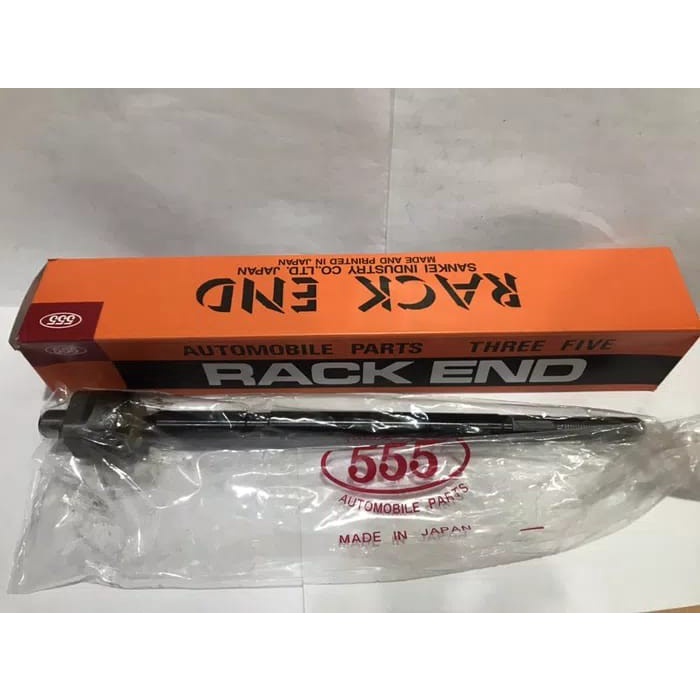 SANKEI INDUSTRY CO.,LTD. JAPAN
MADE AND PRINTED IN JAPAN
RACK END
555
555
AUTOMOBILE PARTS THREE FIVE
RACK END
555
AUTOMOBILE PARTS
MADE IN JAPAN